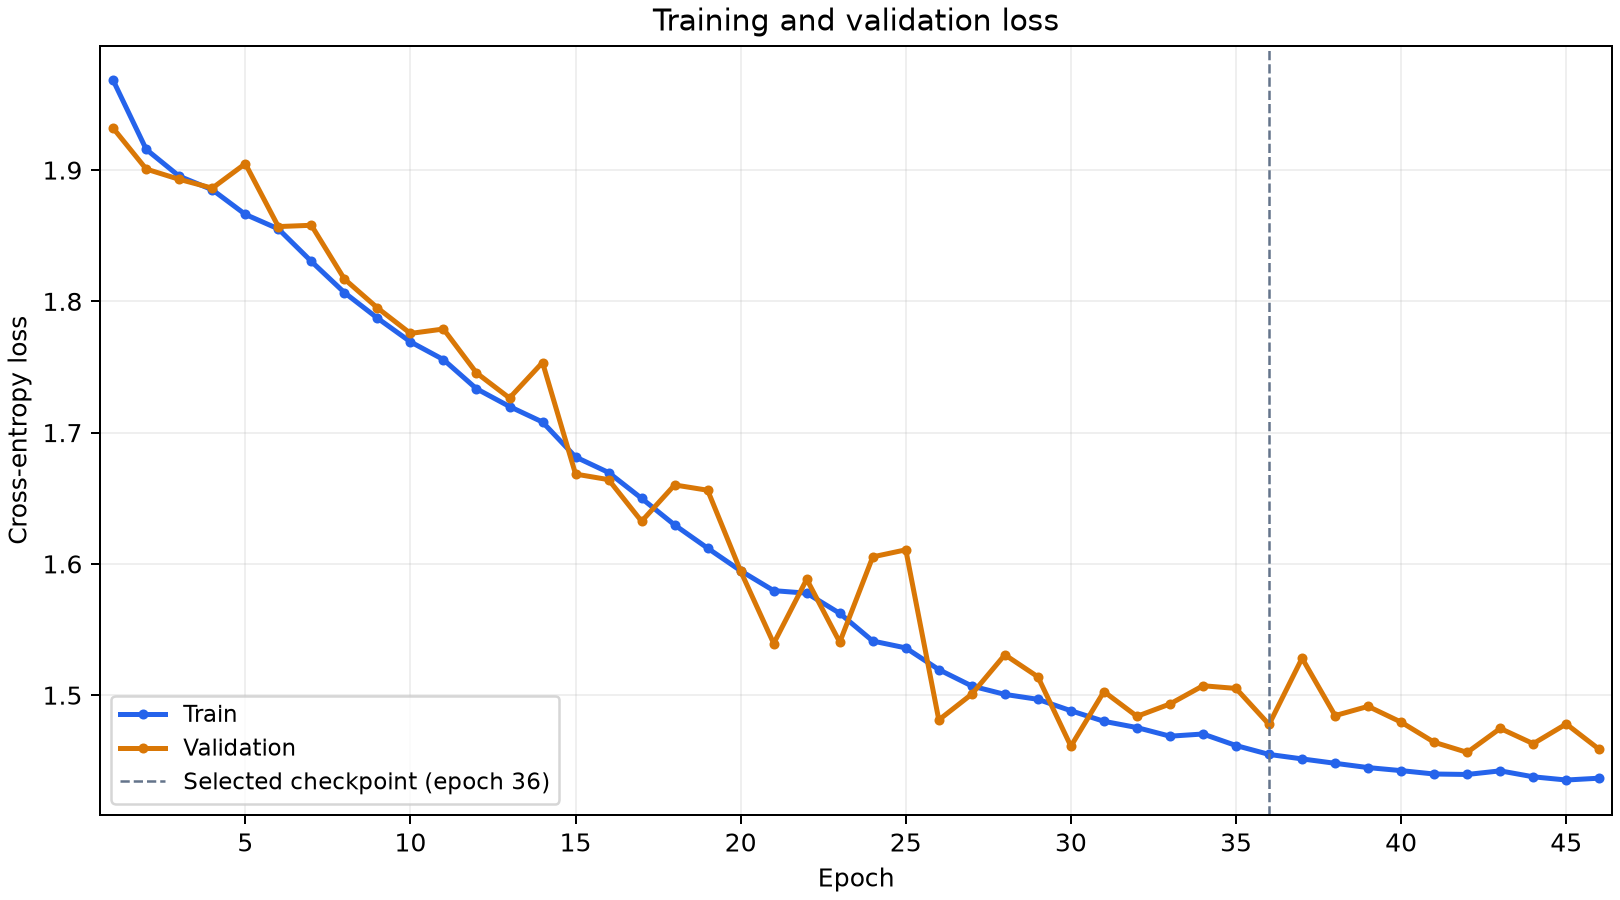 Training and validation loss
Cross-entropy loss
1.9
1.8
1.7
1.6
1.5
Train
Validation
Selected checkpoint (epoch 36)
5 10 15 20 25 30 35 40 45
Epoch